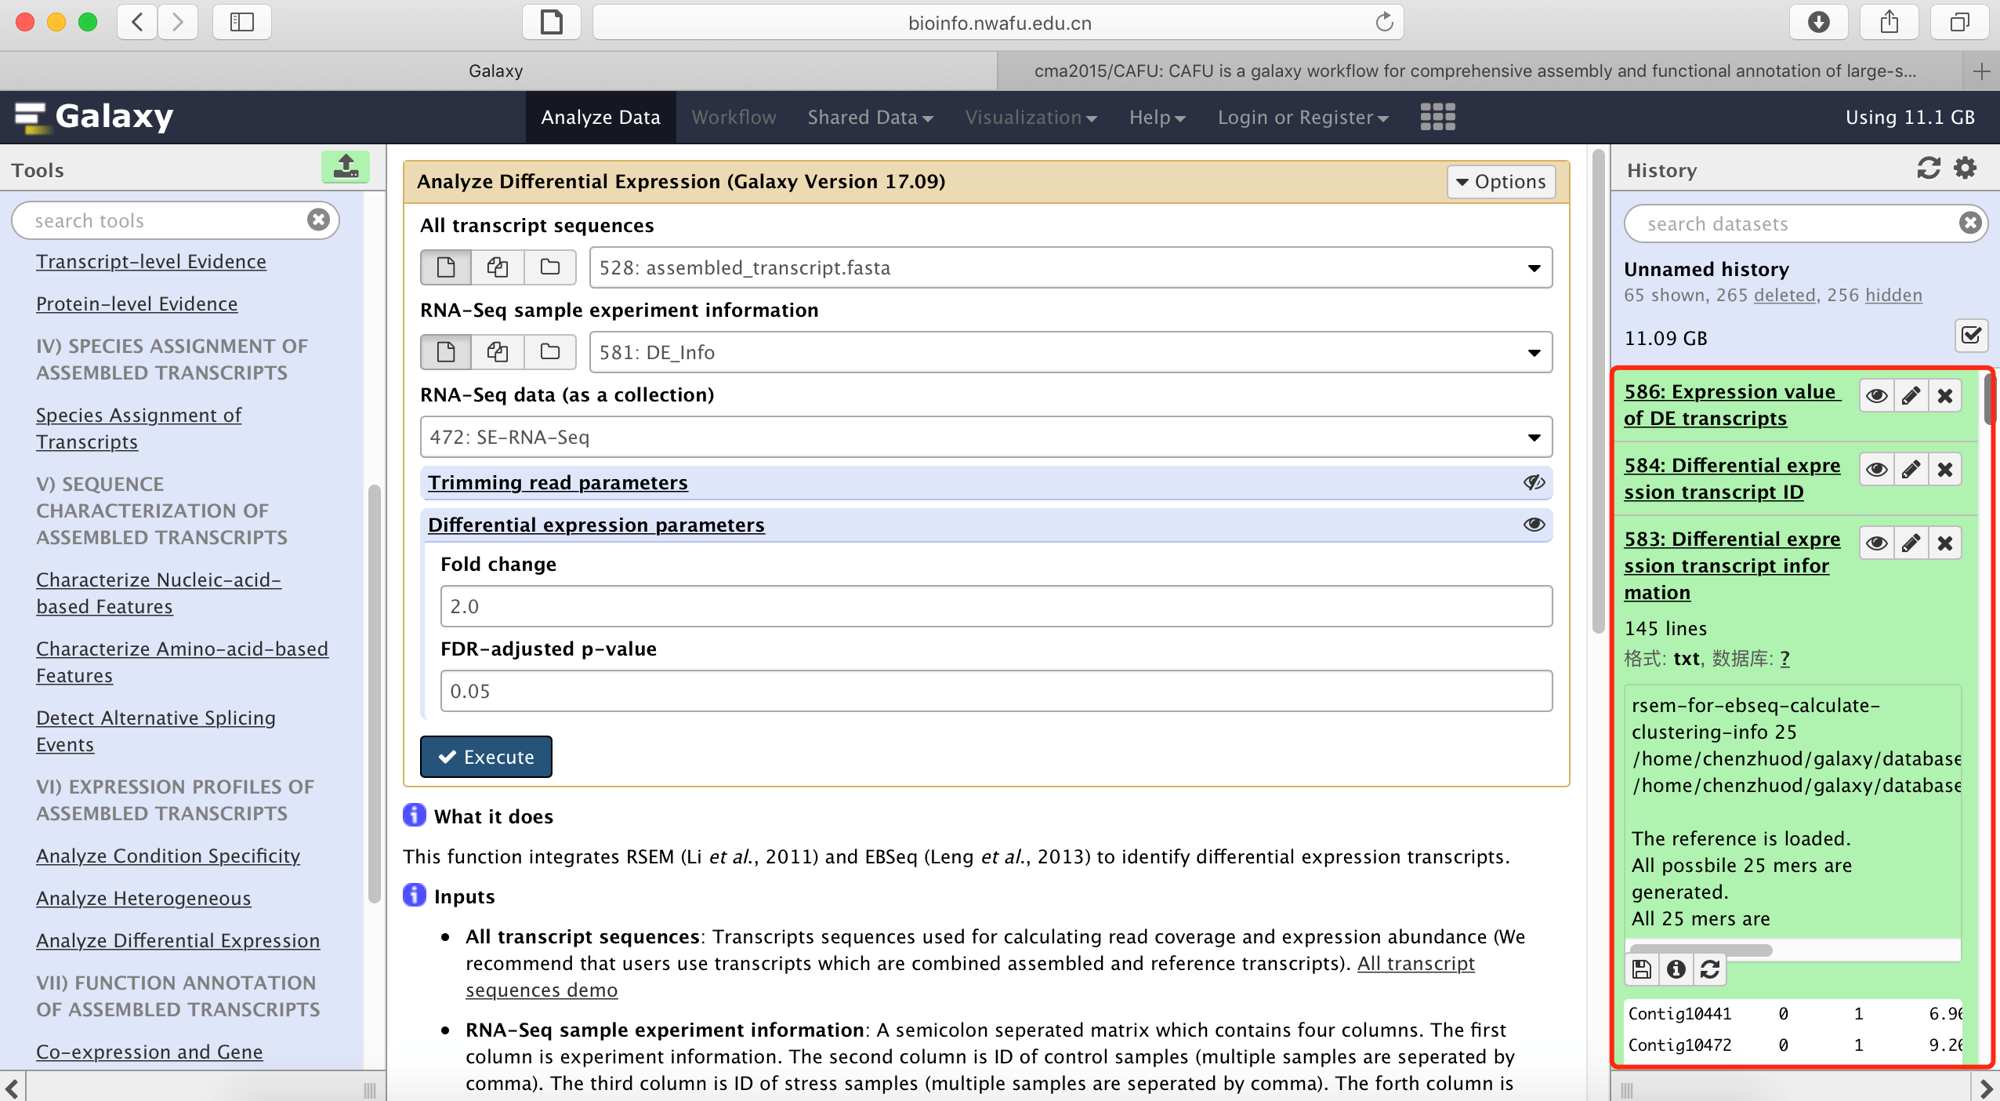 bioinfo.nwafu.edu.cn
Galaxy
cma2015/CAFU: CAFU is a galaxy workflow for comprehensive assembly and functional annotation of large-s...
Galaxy
Analyze Data
Workflow
Shared Data
Visualization
Help
Login or Register
Using 11.1 GB
Tools
search tools
Transcript-level Evidence
Protein-level Evidence
IV) SPECIES ASSIGNMENT OF
ASSEMBLED TRANSCRIPTS
Species Assignment of
Transcripts
V) SEQUENCE
CHARACTERIZATION OF
ASSEMBLED TRANSCRIPTS
Characterize Nucleic-acid-
based Features
Characterize Amino-acid-based
Features
Detect Alternative Splicing
Events
VI) EXPRESSION PROFILES OF
ASSEMBLED TRANSCRIPTS
Analyze Condition Specificity
Analyze Heterogeneous
Analyze Differential Expression
VII) FUNCTION ANNOTATION
OF ASSEMBLED TRANSCRIPTS
Co-expression and Gene
Analyze Differential Expression (Galaxy Version 17.09)
Options
All transcript sequences
528: assembled_transcript.fasta
RNA-Seq sample experiment information
581: DE_Info
RNA-Seq data (as a collection)
472: SE-RNA-Seq
Trimming read parameters
Differential expression parameters
Fold change
2.0
FDR-adjusted p-value
0.05
Execute
What it does
This function integrates RSEM (Li et al., 2011) and EBSeq (Leng et al., 2013) to identify differential expression transcripts.
Inputs
• All transcript sequences: Transcripts sequences used for calculating read coverage and expression abundance (We
recommend that users use transcripts which are combined assembled and reference transcripts). All transcript
sequences demo
• RNA-Seq sample experiment information: A semicolon seperated matrix which contains four columns. The first
column is experiment information. The second column is ID of control samples (multiple samples are seperated by
comma). The third column is ID of stress samples (multiple samples are seperated by comma). The forth column is
History
search datasets
Unnamed history
65 shown, 265 deleted, 256 hidden
11.09 GB
586: Expression value
of DE transcripts
584: Differential expre
ssion transcript ID
583: Differential expre
ssion transcript infor
mation
145 lines
格式: txt, 数据库: ?
rsem-for-ebseq-calculate-
clustering-info 25
/home/chenzhuod/galaxy/database
/home/chenzhuod/galaxy/database
The reference is loaded.
All possbile 25 mers are
generated.
All 25 mers are
Contig10441 0 1 6.96
Contig10472 0 1 9.26